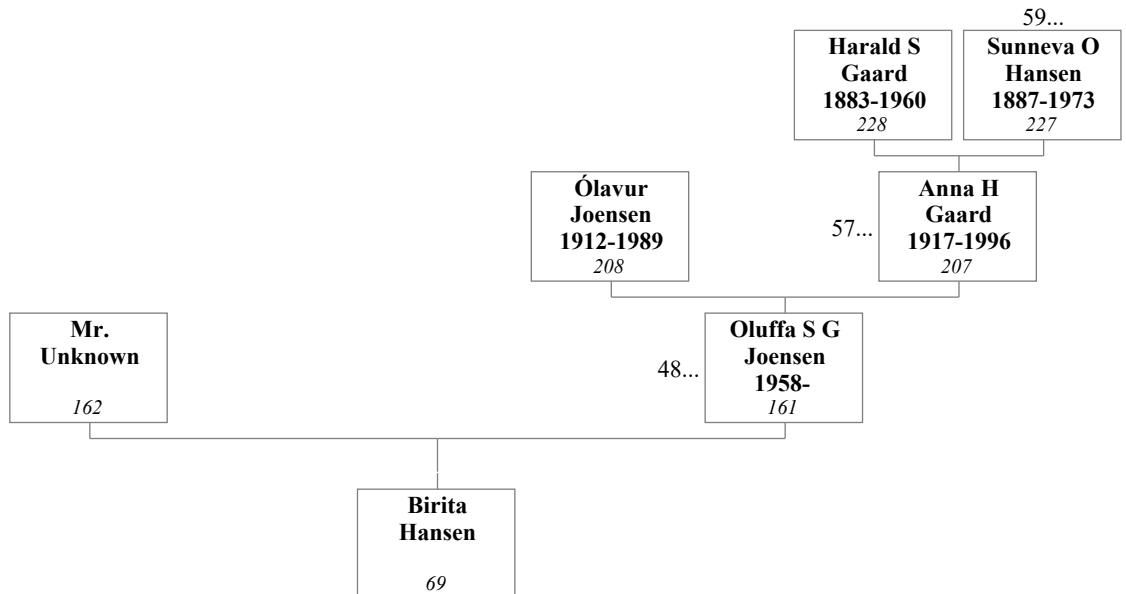 59...
Harald S
Gaard
1883-1960
228
Sunneva O
Hansen
1887-1973
227
Ólavur
Joensen
1912-1989
208
57...
Anna H
Gaard
1917-1996
207
Mr.
Unknown
162
48...
Oluffa S G
Joensen
1958-
161
Birita
Hansen
69